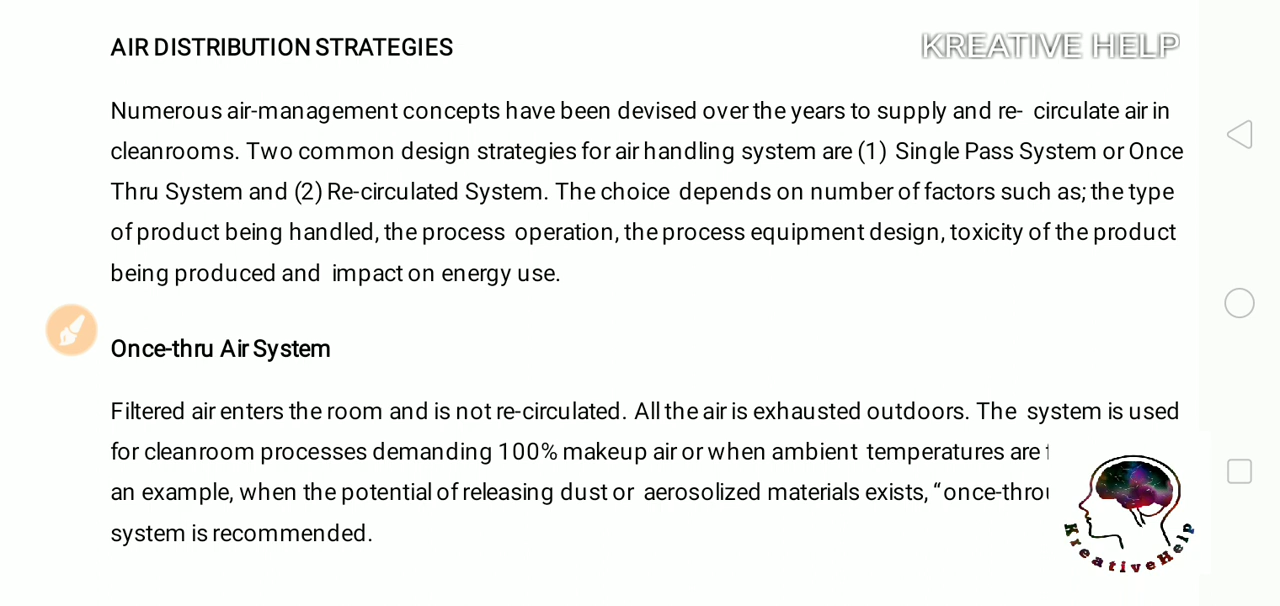 AIR DISTRIBUTION STRATEGIES
KREATIVE HELP
Numerous air-management concepts have been devised over the years to supply and re- circulate air in
cleanrooms. Two common design strategies for air handling system are (1) Single Pass System or Once
Thru System and (2) Re-circulated System. The choice depends on number of factors such as; the type
of product being handled, the process operation, the process equipment design, toxicity of the product
being produced and impact on energy use.
Once-thru Air System
Filtered air enters the room and is not re-circulated. All the air is exhausted outdoors. The system is used
for cleanroom processes demanding 100% makeup air or when ambient temperatures are
an example, when the potential of releasing dust or aerosolized materials exists, “once-throu
system is recommended.
KreativeHelp